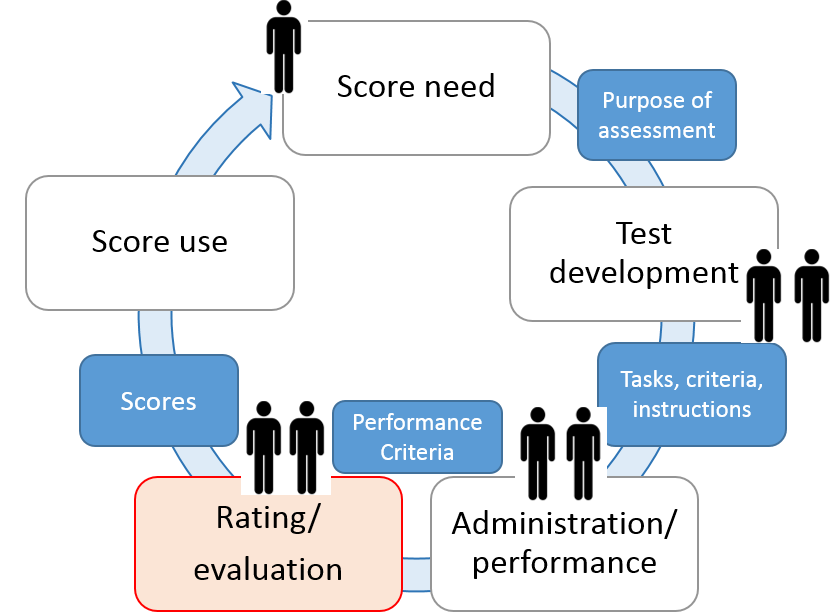 Score need
Purpose of
assessment
Test
development
Tasks, criteria,
instructions
Administration/
performance
Performance
Criteria
Rating/
evaluation
Scores
Score use